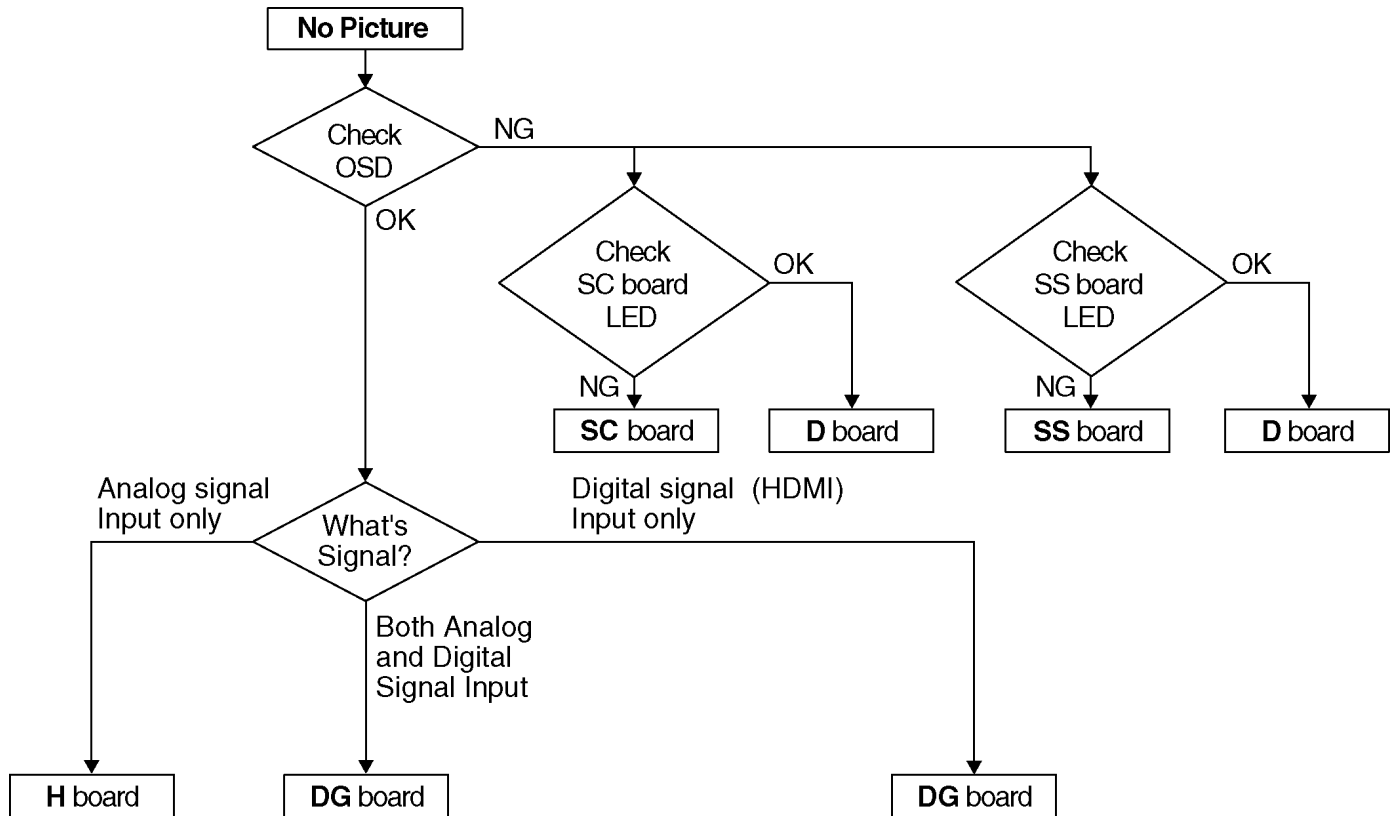 No Picture
Check
OSD
NG
OK
Check
SC board
LED
OK
NG
SC board
D board
Check
SS board
LED
OK
NG
SS board
D board
Analog signal
Input only
What's
Signal?
Digital signal (HDMI)
Input only
Both Analog
and Digital
Signal Input
H board
DG board
DG board